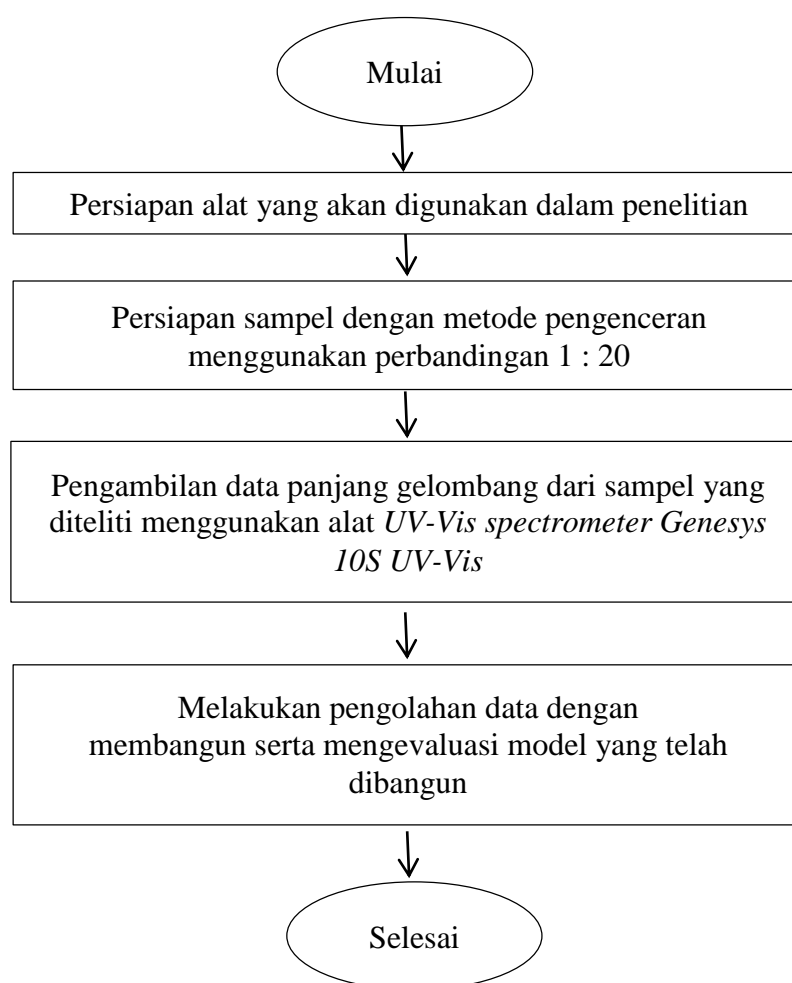 Mulai
Persiapan alat yang akan digunakan dalam penelitian
Persiapan sampel dengan metode pengenceran
menggunakan perbandingan 1 : 20
Pengambilan data panjang gelombang dari sampel yang
diteliti menggunakan alat UV-Vis spectrometer Genesys
10S UV-Vis
Melakukan pengolahan data dengan
membangun serta mengevaluasi model yang telah
dibangun
Selesai